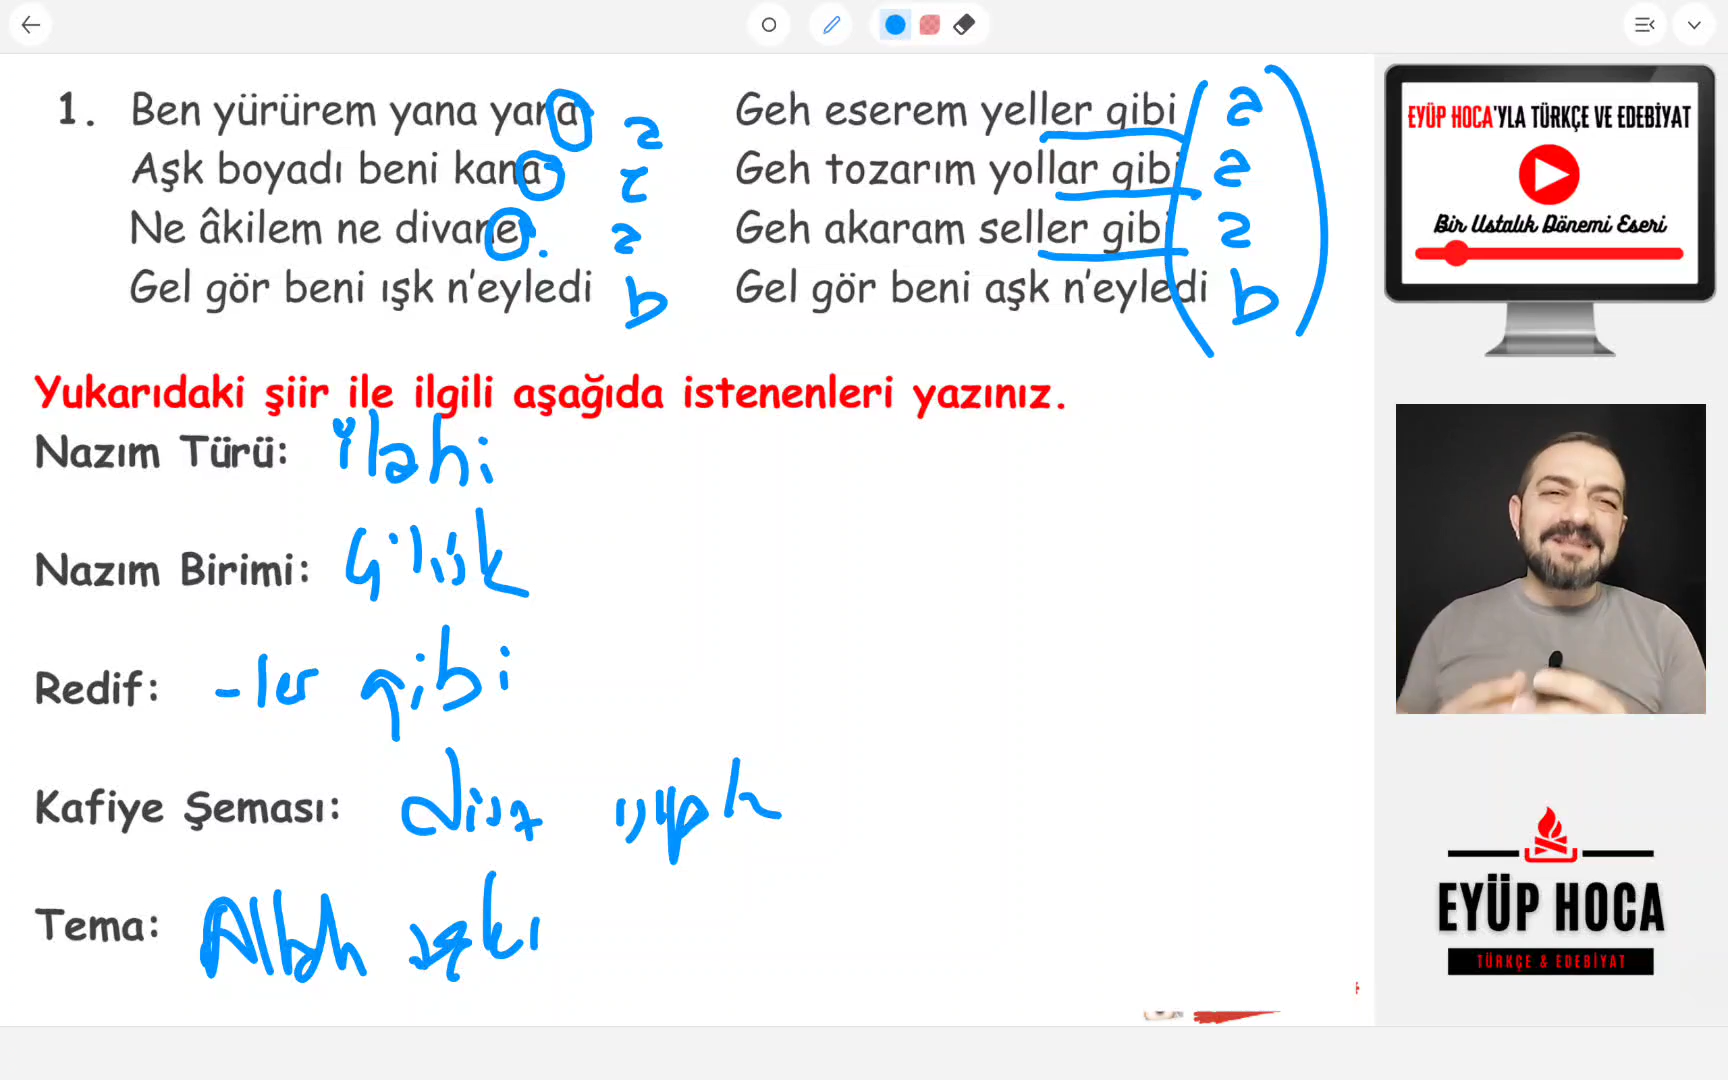 1. Ben yürürem yana yana a
Aşk boyadı beni kana
Ne âkilem ne divane a
Gel gör beni ışk n'eyledi b
Geh eserem yeller gibi a
Geh tozarım yollar gibi a
Geh akaram seller gibi a
Gel gör beni aşk n'eyledi b
Yukarıdaki şiir ile ilgili aşağıda istenenleri yazınız.
Nazım Türü: ilahi
Nazım Birimi:
Redif: -ler gibi
Kafiye Şeması: düz
Tema: Allah aşkı
EYÜP HOCA'YLA TÜRKÇE VE EDEBİYAT
Bir Ustalık Dönemi Eseri
EYÜP HOCA
TÜRKÇE & EDEBİYAT